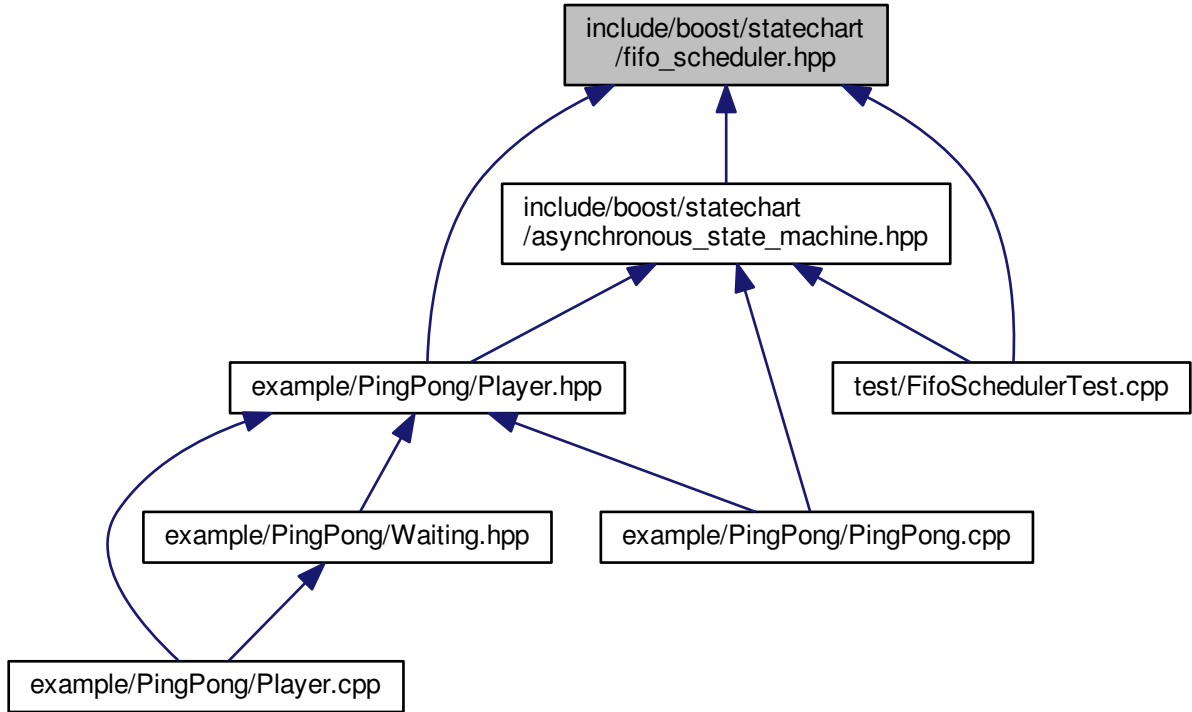 include/boost/statechart
/fifo_scheduler.hpp
include/boost/statechart
/asynchronous_state_machine.hpp
example/PingPong/Player.hpp
test/FifoSchedulerTest.cpp
example/PingPong/Waiting.hpp
example/PingPong/PingPong.cpp
example/PingPong/Player.cpp